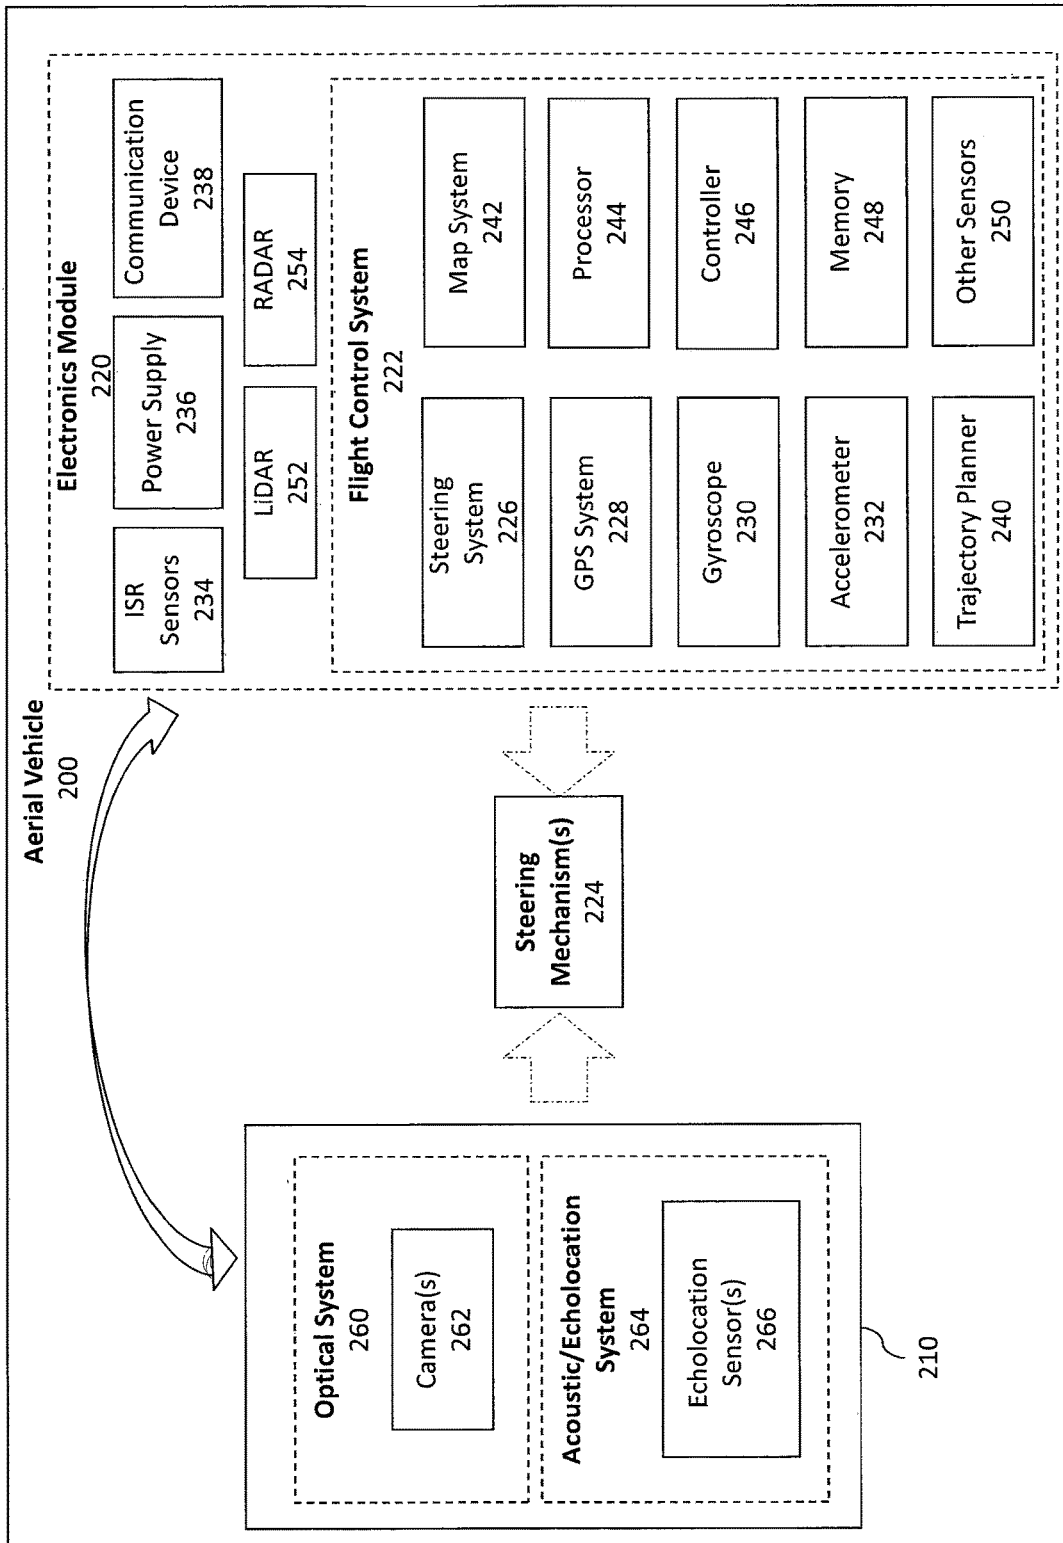 Aerial Vehicle
200
Optical System
260
Camera(s)
262
Acoustic/Echolocation
System
264
Echolocation
Sensor(s)
266
210
Steering
Mechanism(s)
224
Electronics Module
220
ISR
Sensors
234
Power Supply
236
Communication
Device
238
LiDAR
252
RADAR
254
Flight Control System
222
Steering
System
226
Map System
242
GPS System
228
Processor
244
Gyroscope
230
Controller
246
Accelerometer
232
Memory
248
Trajectory Planner
240
Other Sensors
250